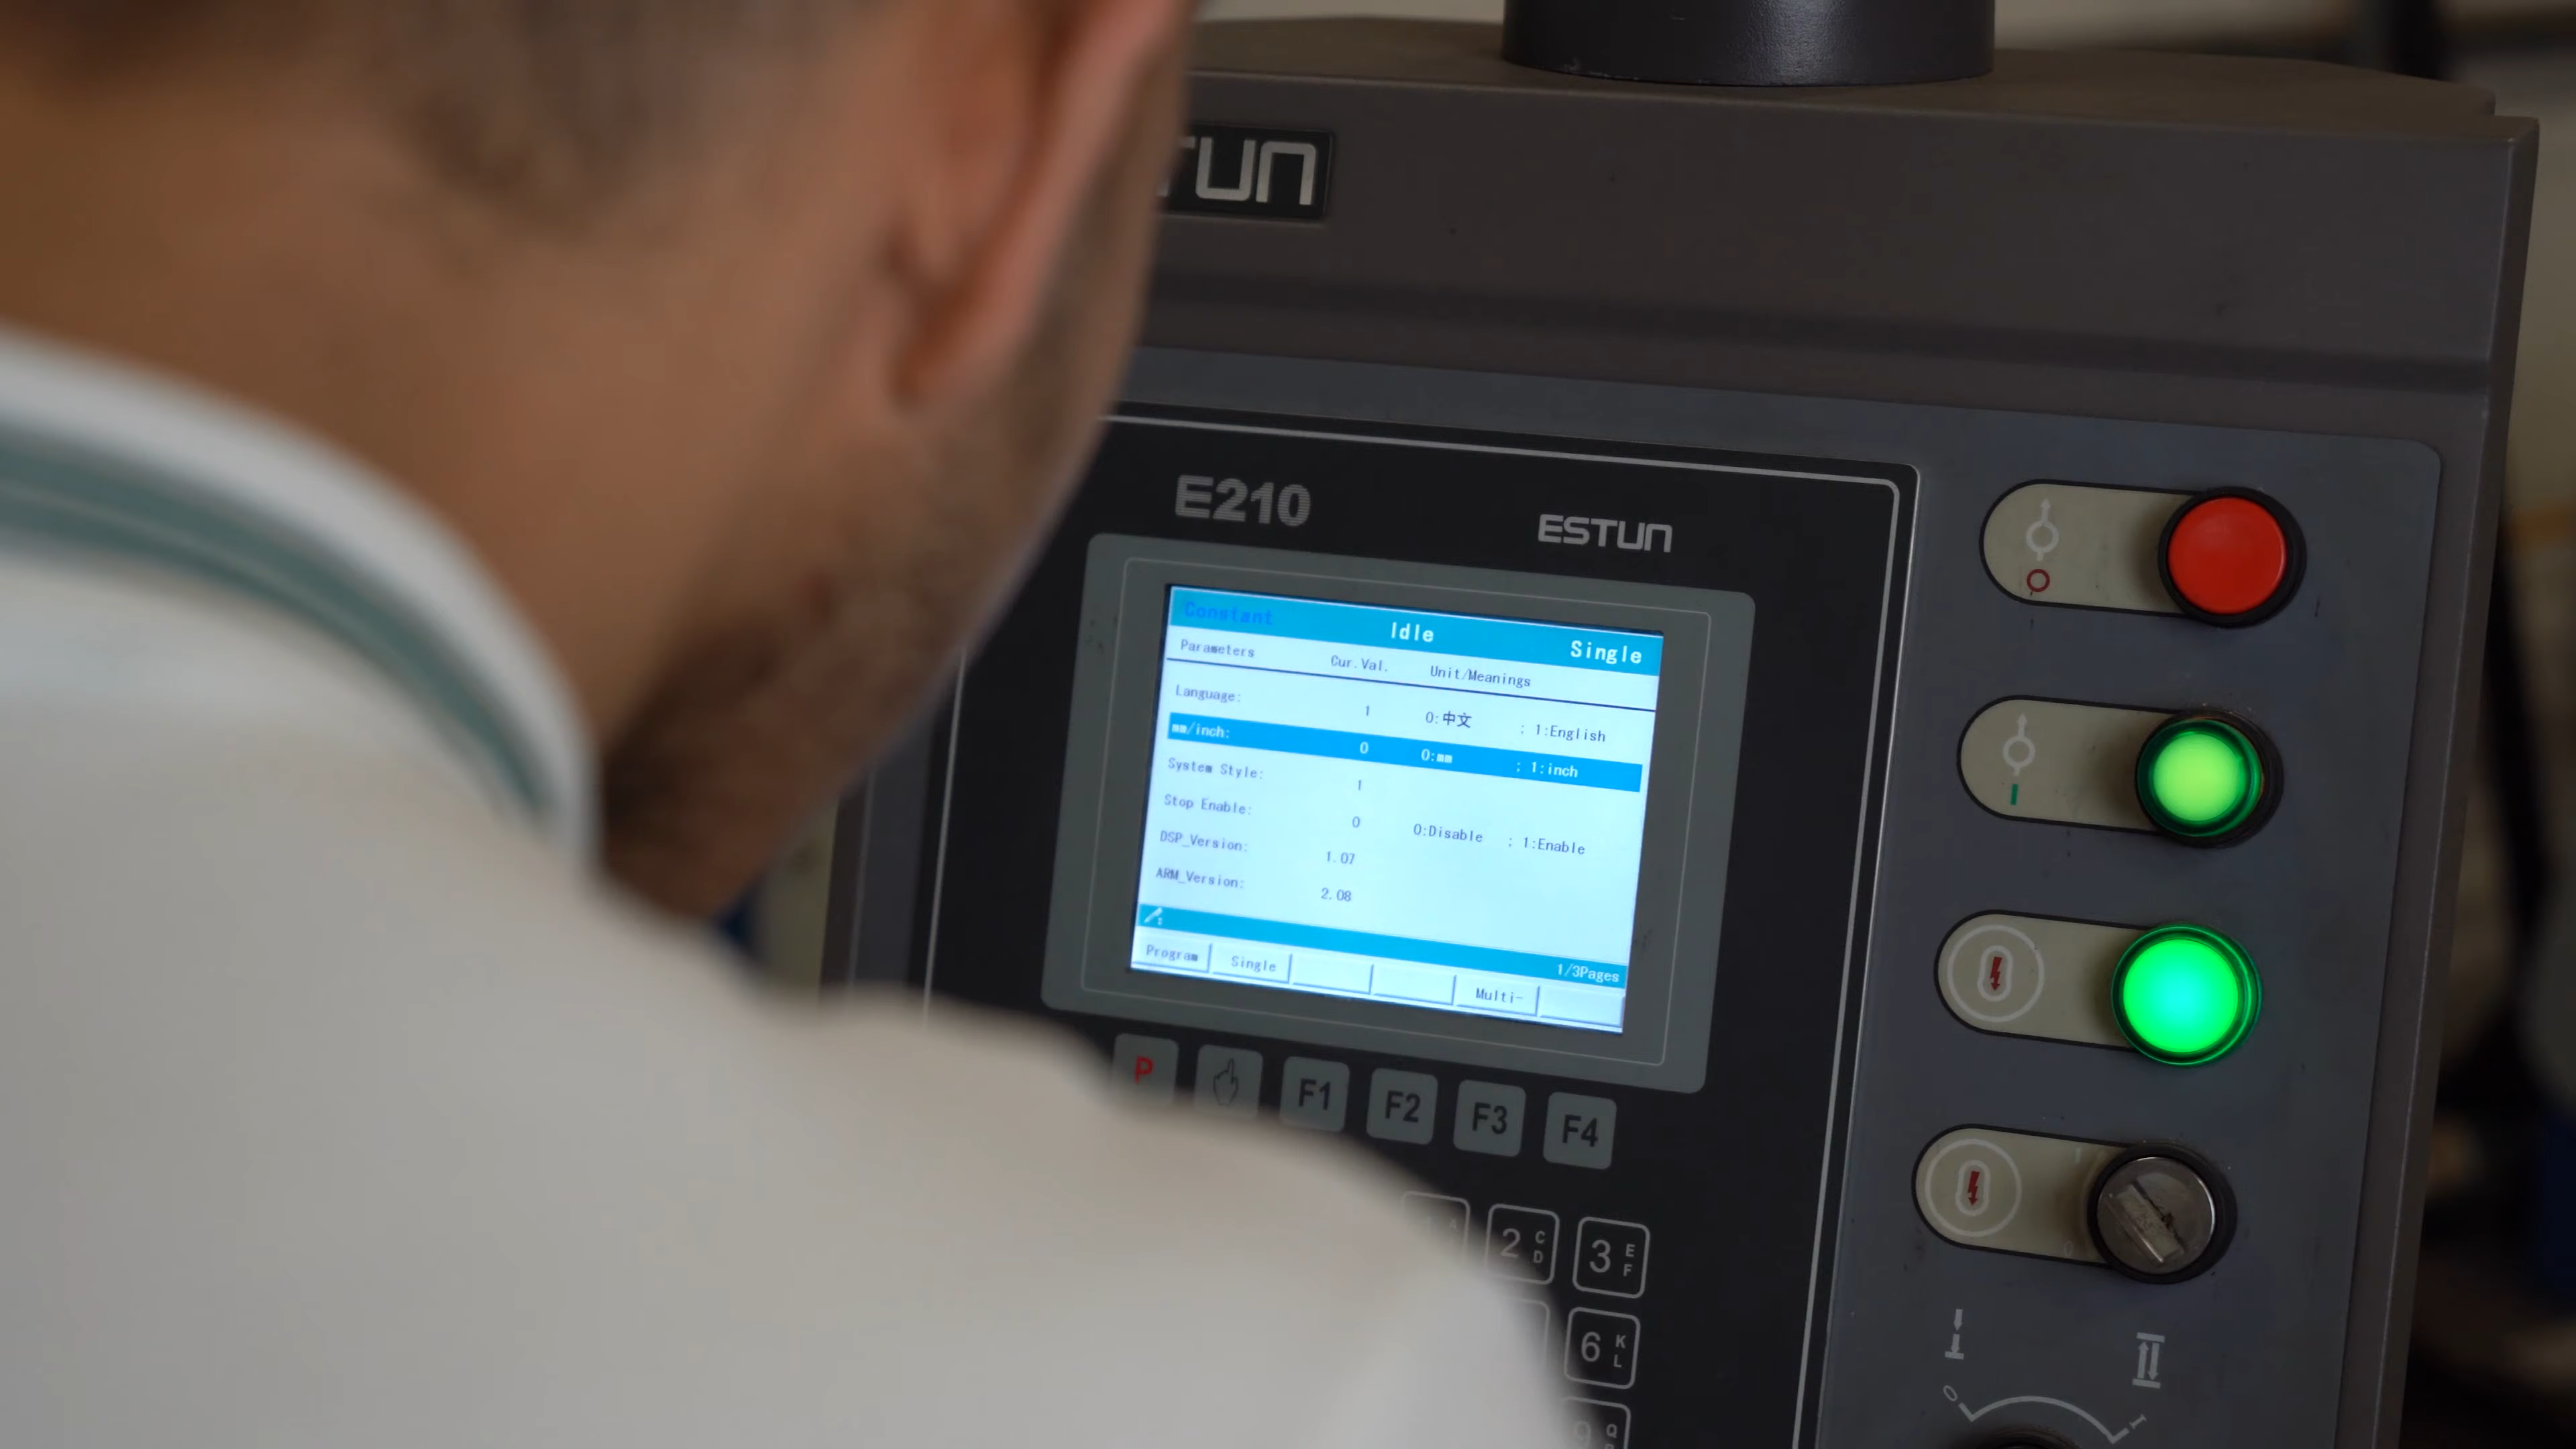 TUN
E210
ESTUN
Constant Idle Single
Parameters Cur.Val. Unit/Meanings
Language: 1 0:中文 ; 1:English
mm/inch: 0 0:mm ; 1:inch
System Style: 1
Stop Enable: 0 0:Disable ; 1:Enable
DSP_Version: 1.07
ARM_Version: 2.08
1/3Pages
Program Single Multi-
P F1 F2 F3 F4
2 C D 3 E F
6 K L
9 Q
O I